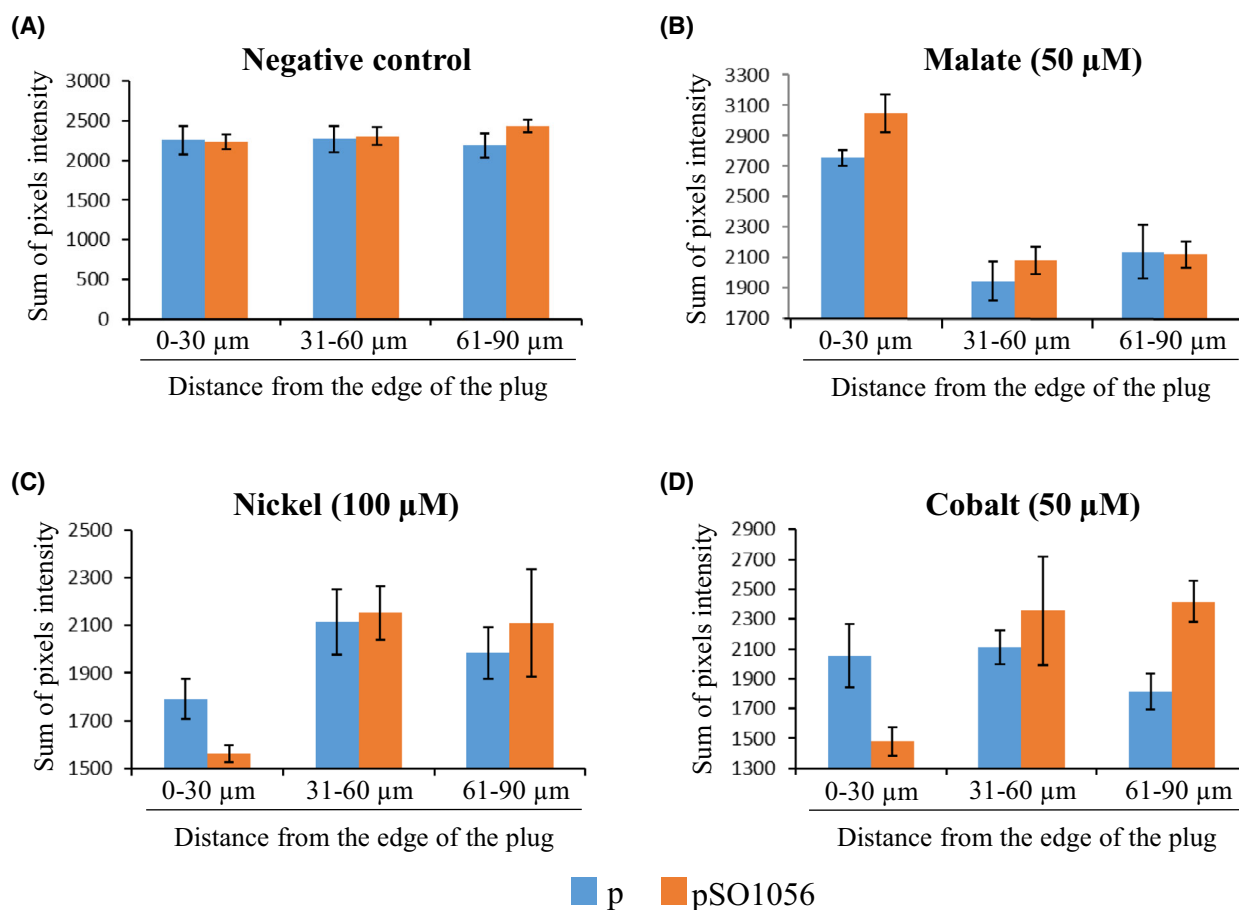 (A)
Negative control
Sum of pixels intensity
3000
2500
2000
1500
1000
500
0
0-30 µm 31-60 µm 61-90 µm
Distance from the edge of the plug
(B)
Malate (50 µM)
Sum of pixels intensity
3300
3100
2900
2700
2500
2300
2100
1900
1700
0-30 µm 31-60 µm 61-90 µm
Distance from the edge of the plug
(C)
Nickel (100 µM)
Sum of pixels intensity
2500
2300
2100
1900
1700
1500
0-30 µm 31-60 µm 61-90 µm
Distance from the edge of the plug
(D)
Cobalt (50 µM)
Sum of pixels intensity
2900
2700
2500
2300
2100
1900
1700
1500
1300
0-30 µm 31-60 µm 61-90 µm
Distance from the edge of the plug
p pSO1056